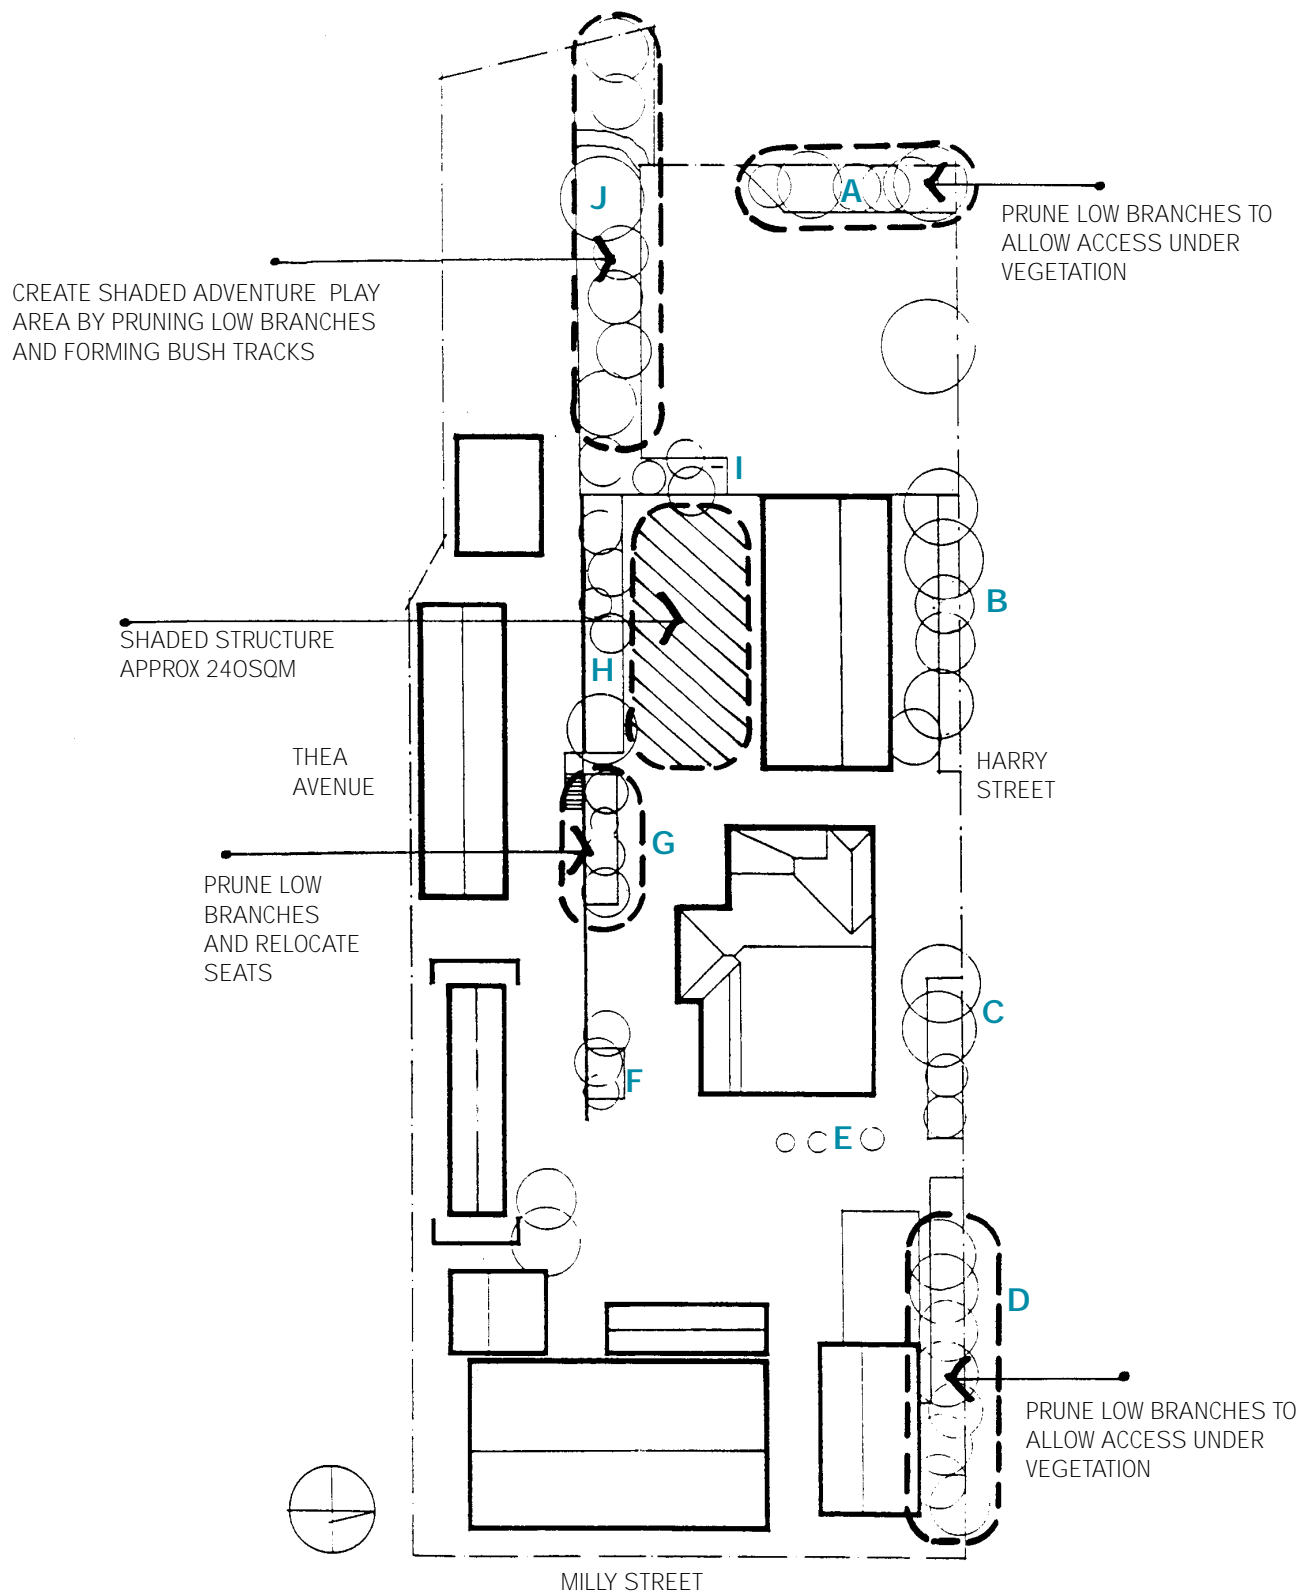 J
A
PRUNE LOW BRANCHES TO
ALLOW ACCESS UNDER
VEGETATION
CREATE SHADED ADVENTURE PLAY
AREA BY PRUNING LOW BRANCHES
AND FORMING BUSH TRACKS
I
B
SHADED STRUCTURE
APPROX 240SQM
H
THEA
AVENUE
HARRY
STREET
G
PRUNE LOW
BRANCHES
AND RELOCATE
SEATS
C
F
E
D
PRUNE LOW BRANCHES TO
ALLOW ACCESS UNDER
VEGETATION
MILLY STREET